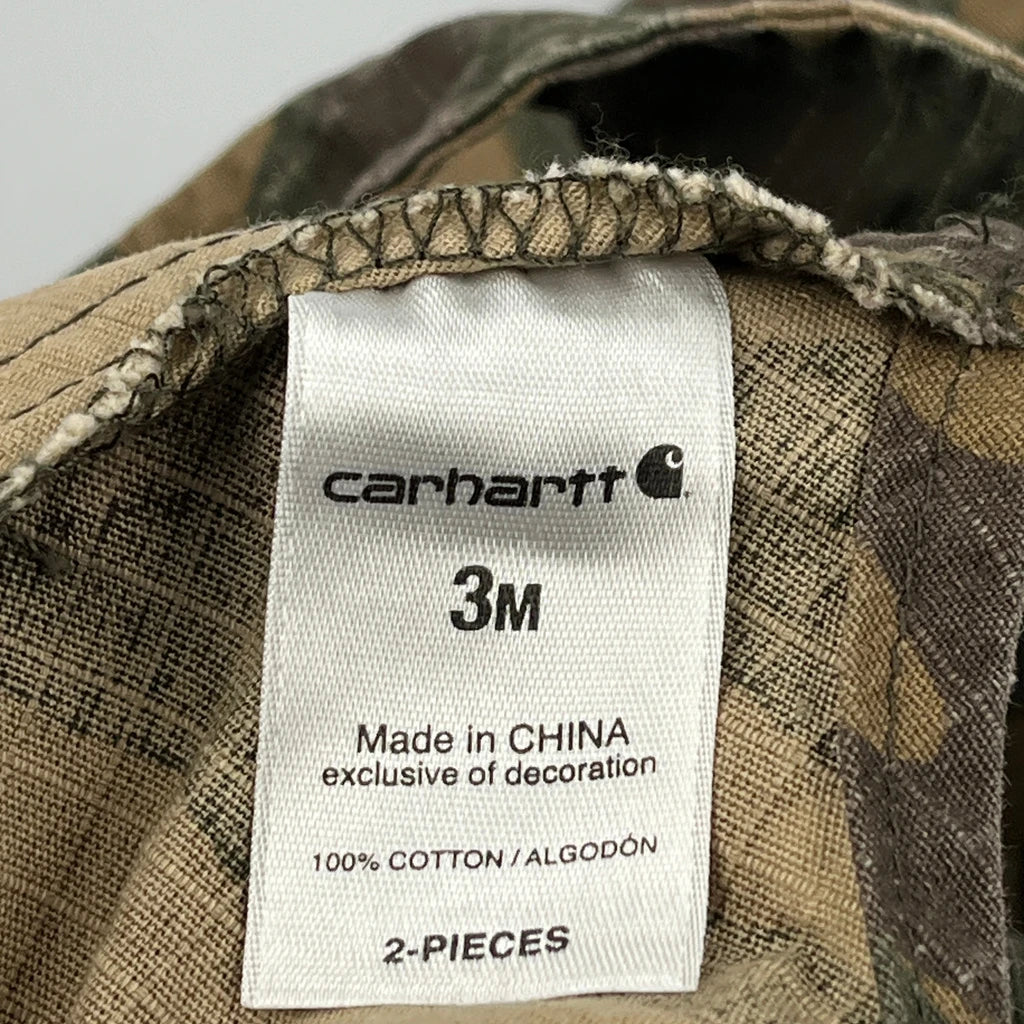 carhartt
3M
Made in CHINA
exclusive of decoration
100% COTTON / ALGODÓN
2-PIECES